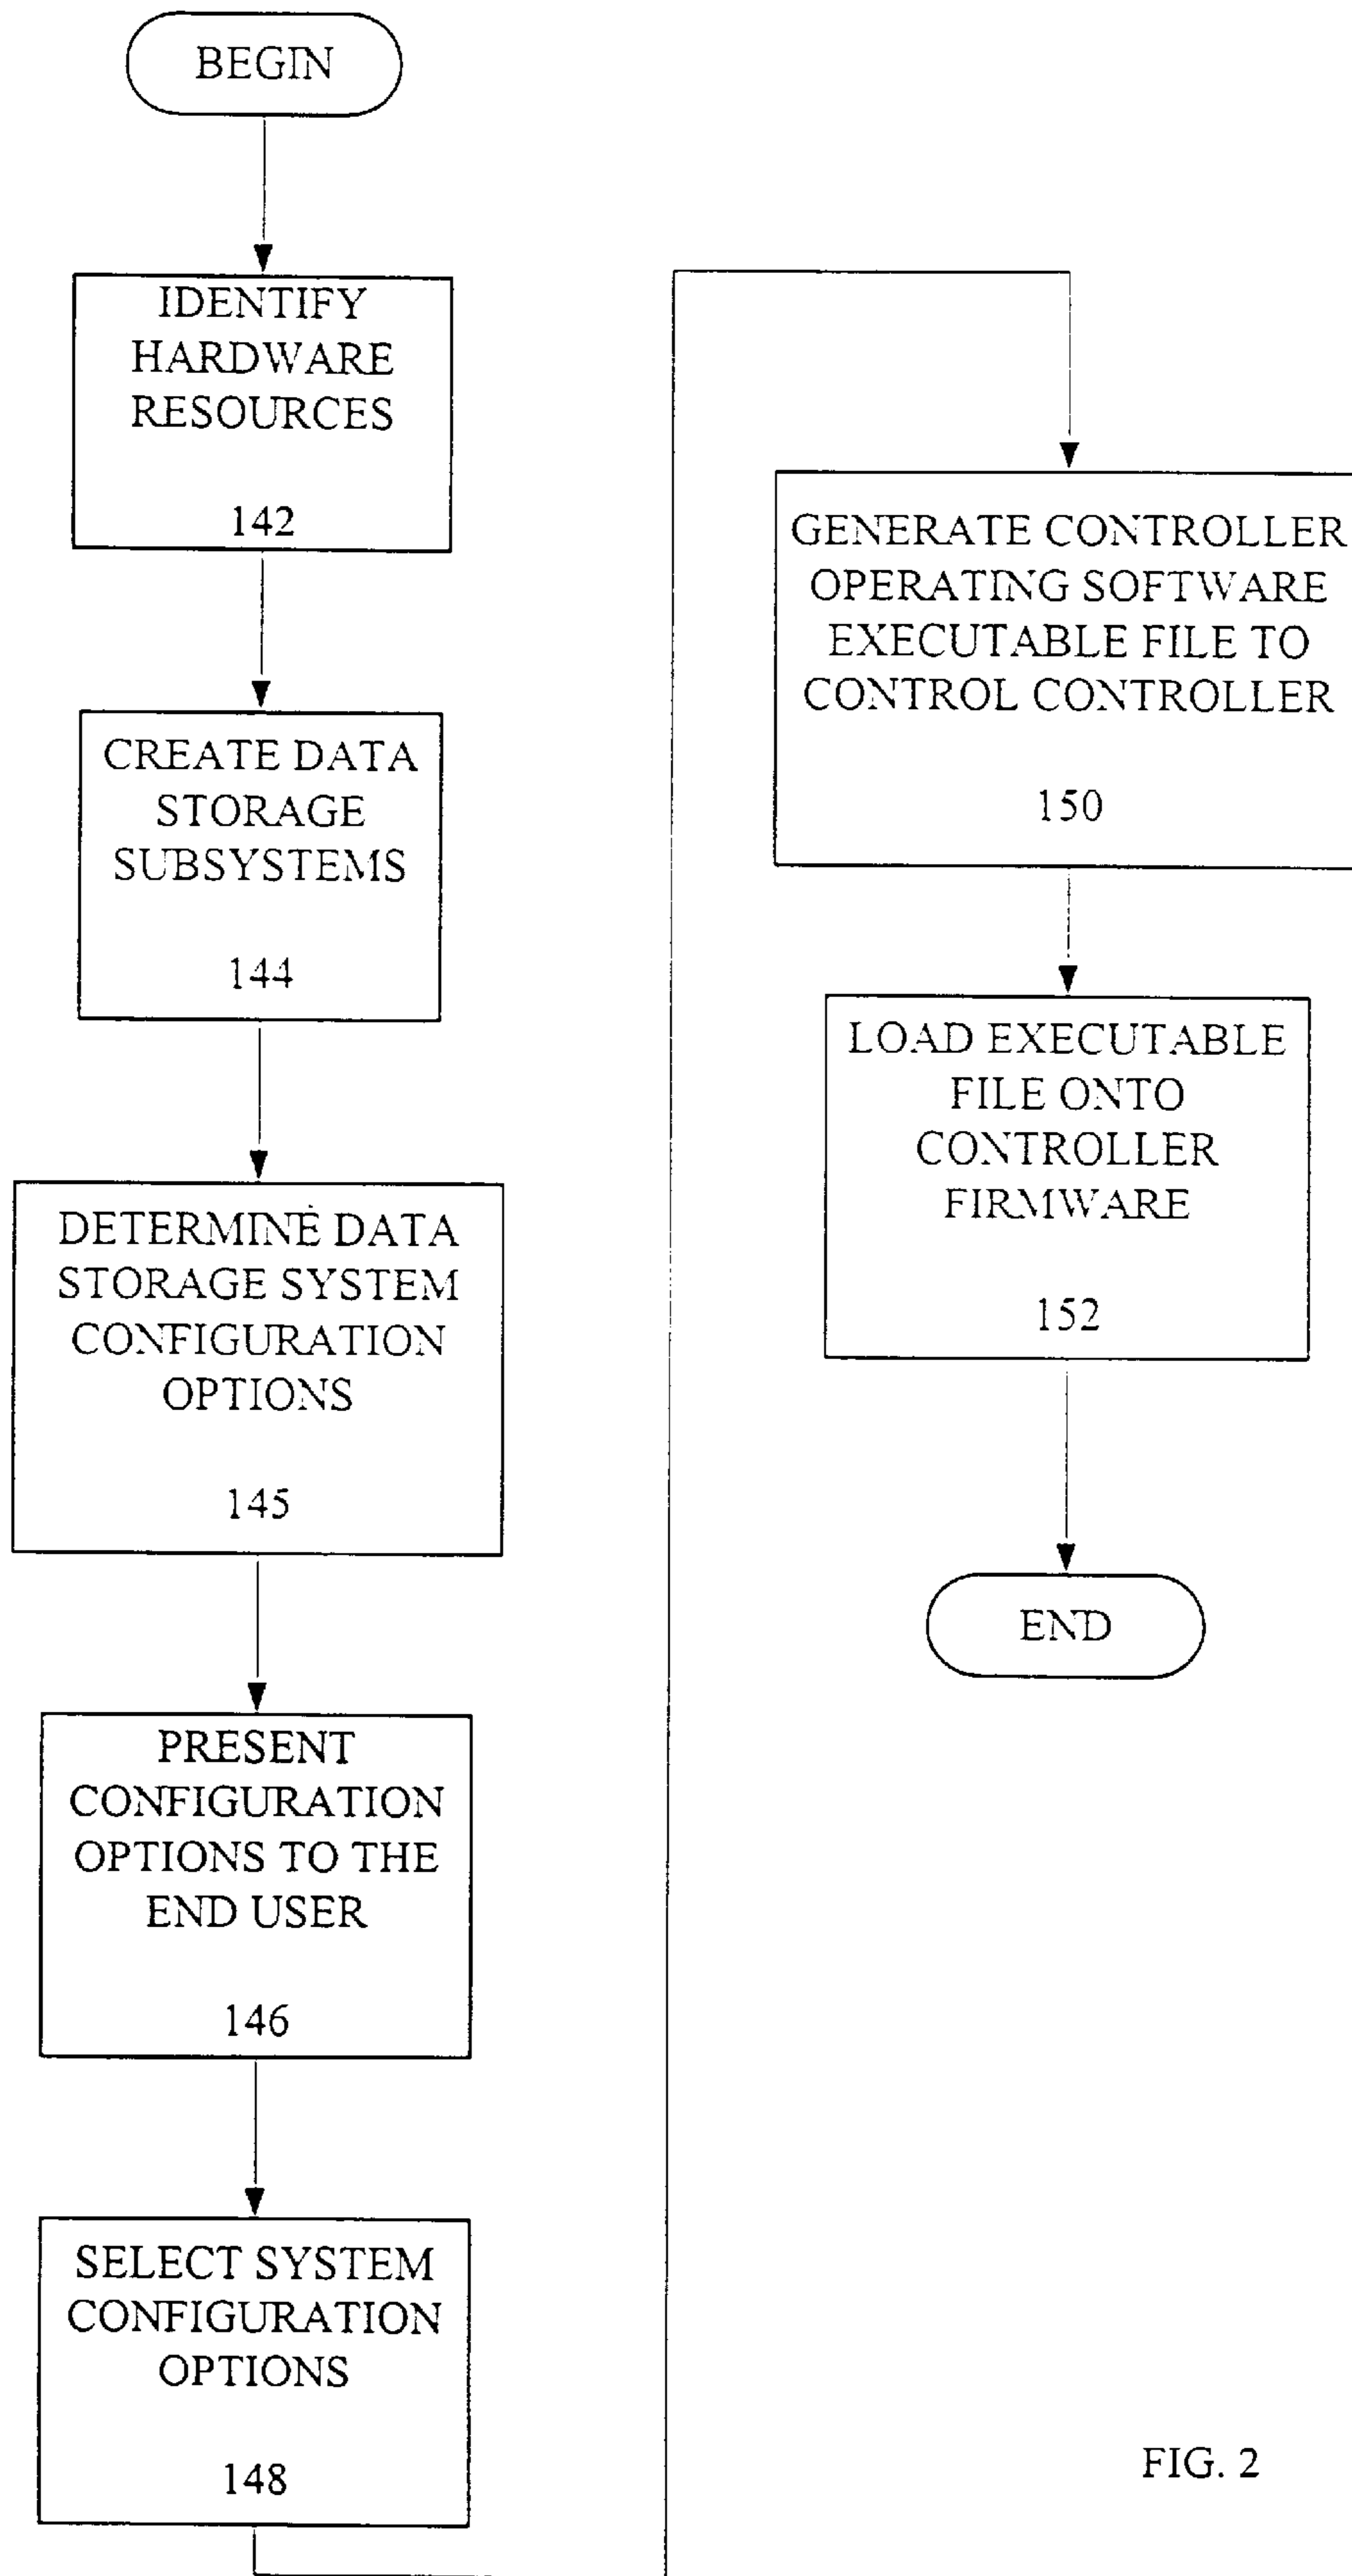 BEGIN
IDENTIFY
HARDWARE
RESOURCES
142
CREATE DATA
STORAGE
SUBSYSTEMS
144
DETERMINE DATA
STORAGE SYSTEM
CONFIGURATION
OPTIONS
145
PRESENT
CONFIGURATION
OPTIONS TO THE
END USER
146
SELECT SYSTEM
CONFIGURATION
OPTIONS
148
GENERATE CONTROLLER
OPERATING SOFTWARE
EXECUTABLE FILE TO
CONTROL CONTROLLER
150
LOAD EXECUTABLE
FILE ONTO
CONTROLLER
FIRMWARE
152
END
FIG. 2